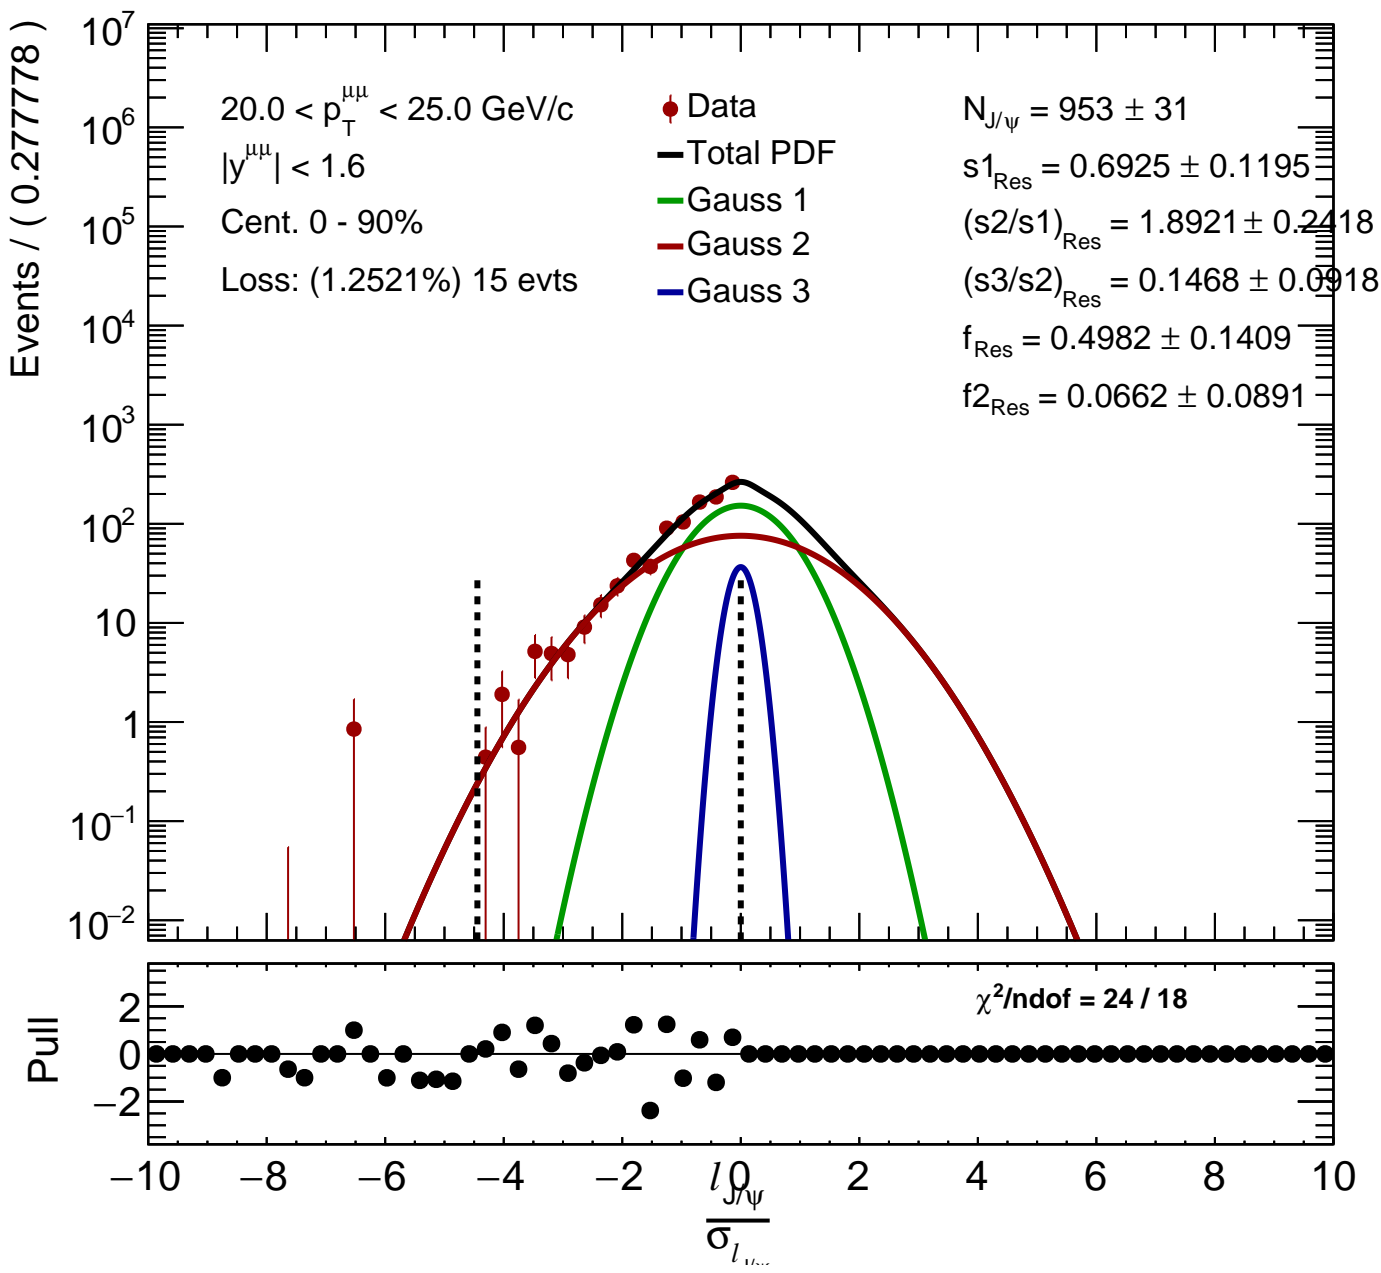 Events / ( 0.277778 )
10^7
10^6
10^5
10^4
10^3
10^2
10
1
10^−1
10^−2
20.0 < p_T^μμ < 25.0 GeV/c
|y^μμ| < 1.6
Cent. 0 - 90%
Loss: (1.2521%) 15 evts
Data
Total PDF
Gauss 1
Gauss 2
Gauss 3
N_J/ψ = 953 ± 31
s1_Res = 0.6925 ± 0.1195
(s2/s1)_Res = 1.8921 ± 0.2418
(s3/s2)_Res = 0.1468 ± 0.0918
f_Res = 0.4982 ± 0.1409
f2_Res = 0.0662 ± 0.0891
Pull
2
0
−2
χ²/ndof = 24 / 18
−10 −8 −6 −4 −2 0 2 4 6 8 10
l_J/ψ
σ_l_J/ψ